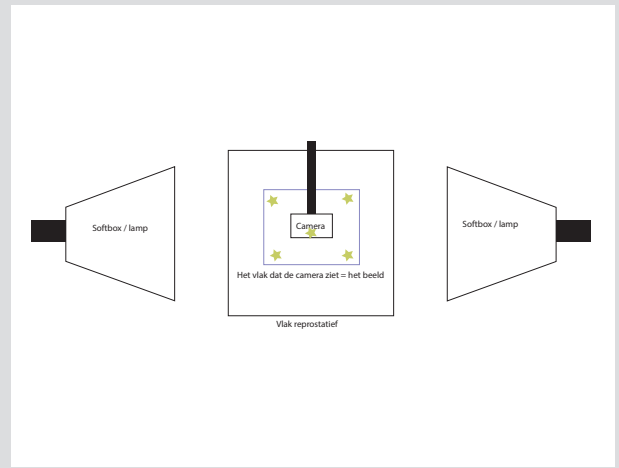 Softbox / lamp
Camera
Softbox / lamp
Het vlak dat de camera ziet = het beeld
Vlak reprostatief